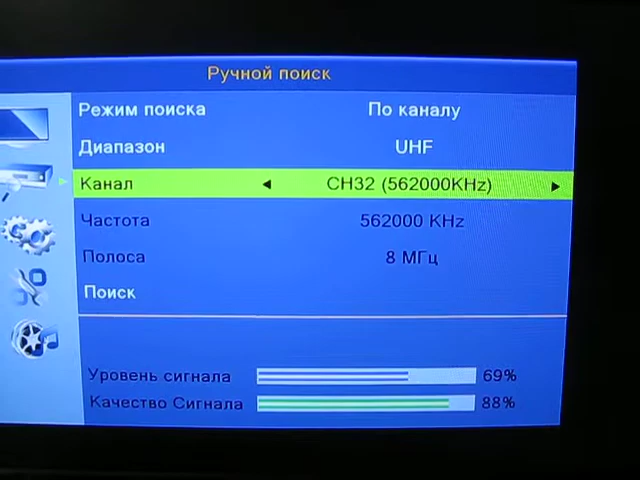 Ручной поиск
Режим поиска По каналу
Диапазон UHF
Канал CH32 (562000KHz)
Частота 562000 KHz
Полоса 8 МГц
Поиск
Уровень сигнала 69%
Качество Сигнала 88%